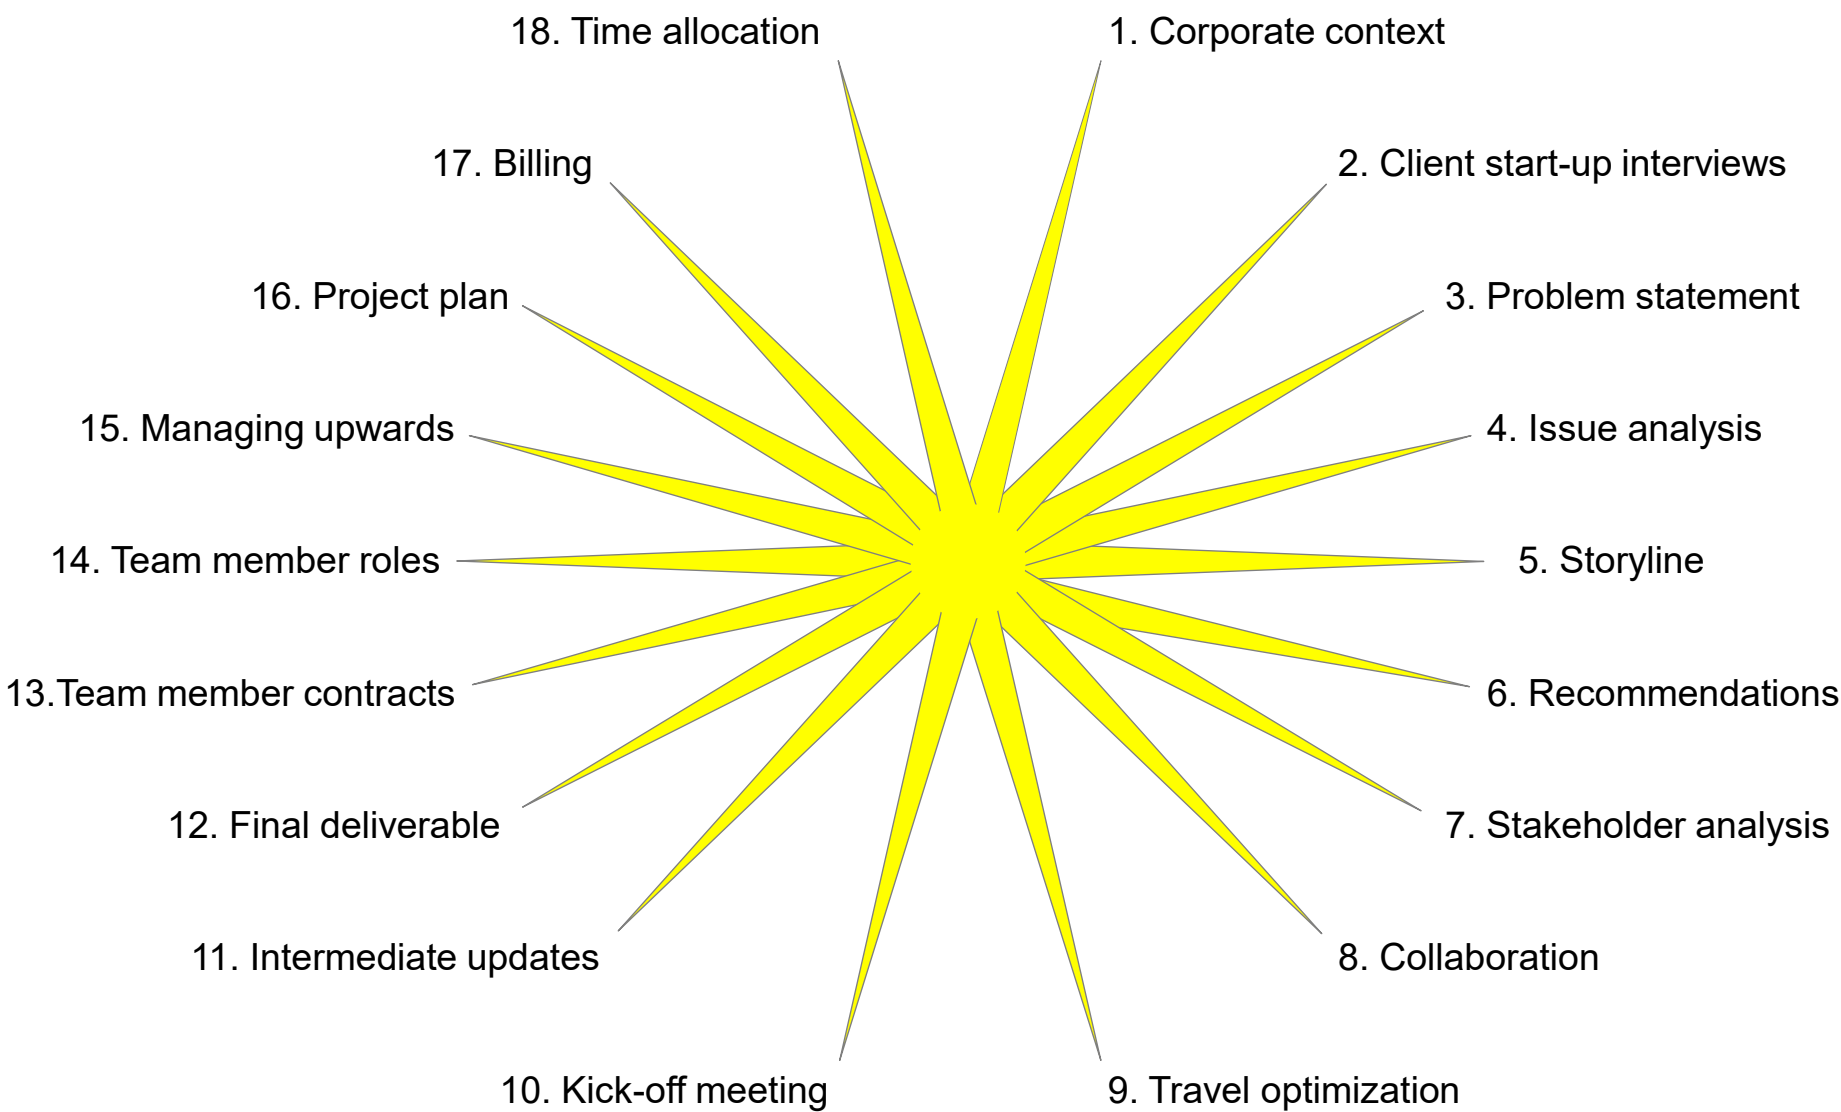 18. Time allocation
1. Corporate context
17. Billing
2. Client start-up interviews
16. Project plan
3. Problem statement
15. Managing upwards
4. Issue analysis
14. Team member roles
5. Storyline
13.Team member contracts
6. Recommendations
12. Final deliverable
7. Stakeholder analysis
11. Intermediate updates
8. Collaboration
10. Kick-off meeting
9. Travel optimization